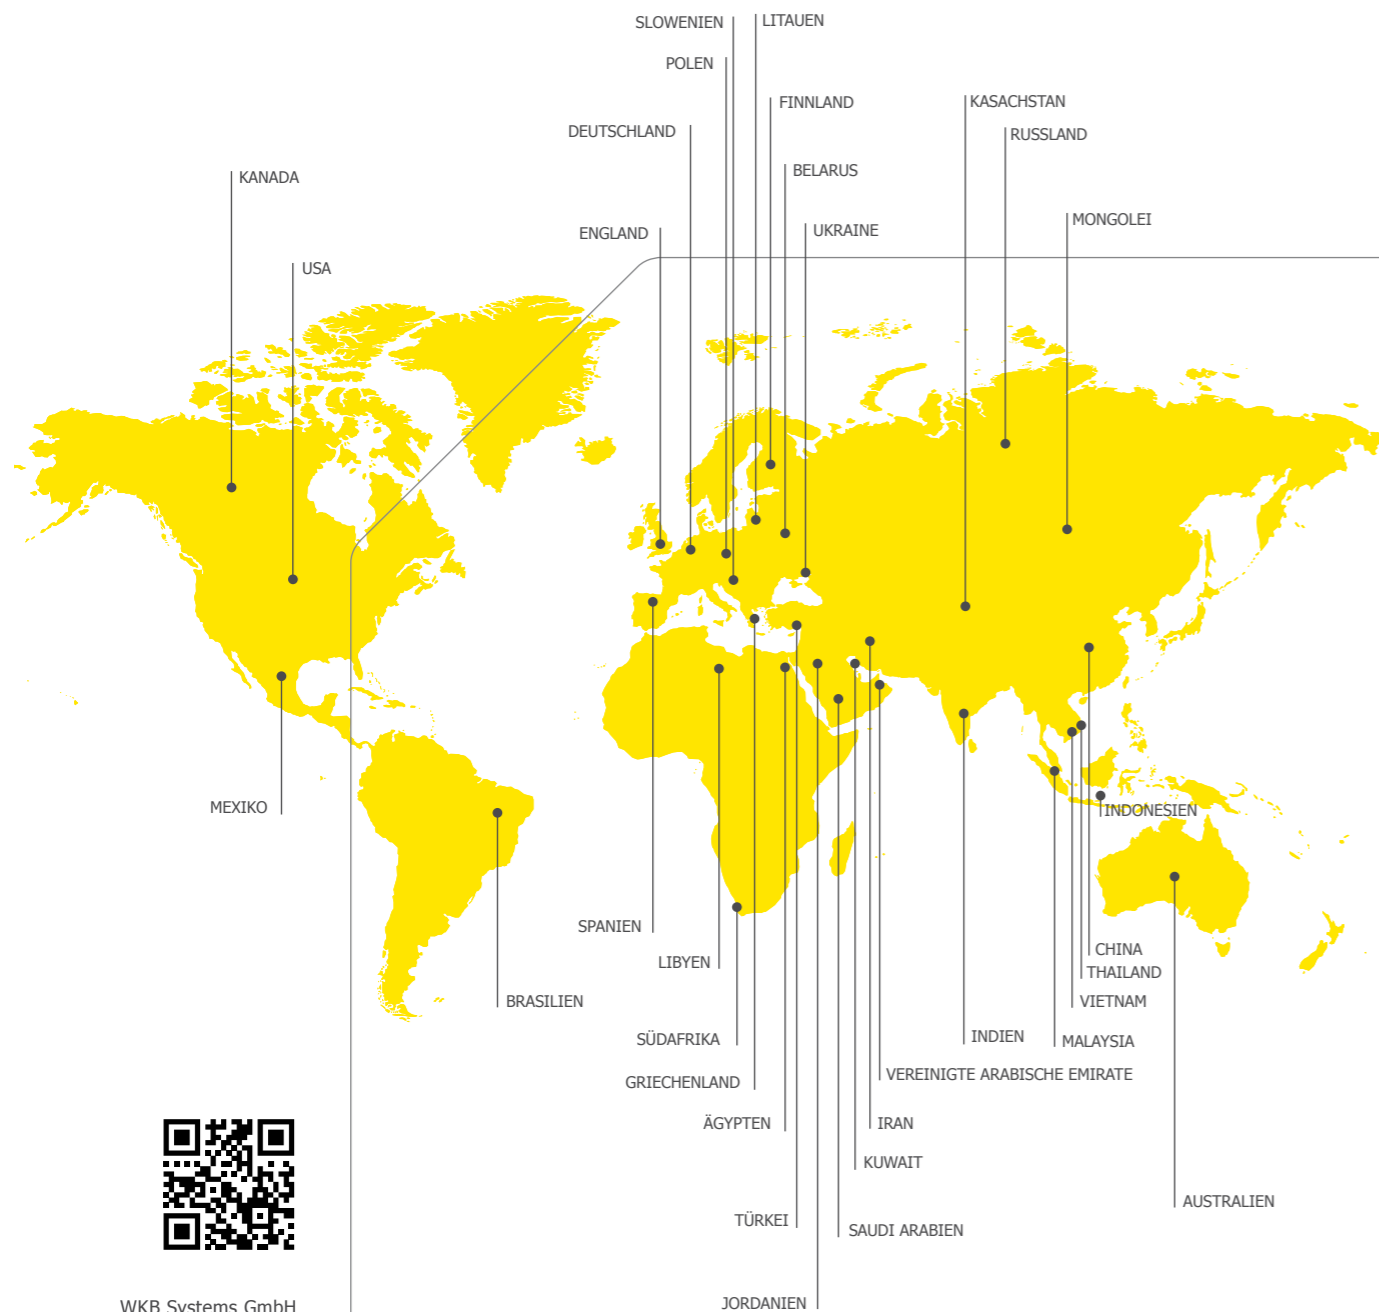 SLOWENIEN
LITAUEN
POLEN
FINNLAND
KASACHSTAN
DEUTSCHLAND
RUSSLAND
BELARUS
KANADA
MONGOLEI
ENGLAND
UKRAINE
USA
MEXIKO
INDONESIEN
SPANIEN
CHINA
LIBYEN
THAILAND
BRASILIEN
VIETNAM
SÜDAFRIKA
INDIEN
MALAYSIA
GRIECHENLAND
VEREINIGTE ARABISCHE EMIRATE
ÄGYPTEN
IRAN
KUWAIT
AUSTRALIEN
TÜRKEI
SAUDI ARABIEN
JORDANIEN
WKB Systems GmbH